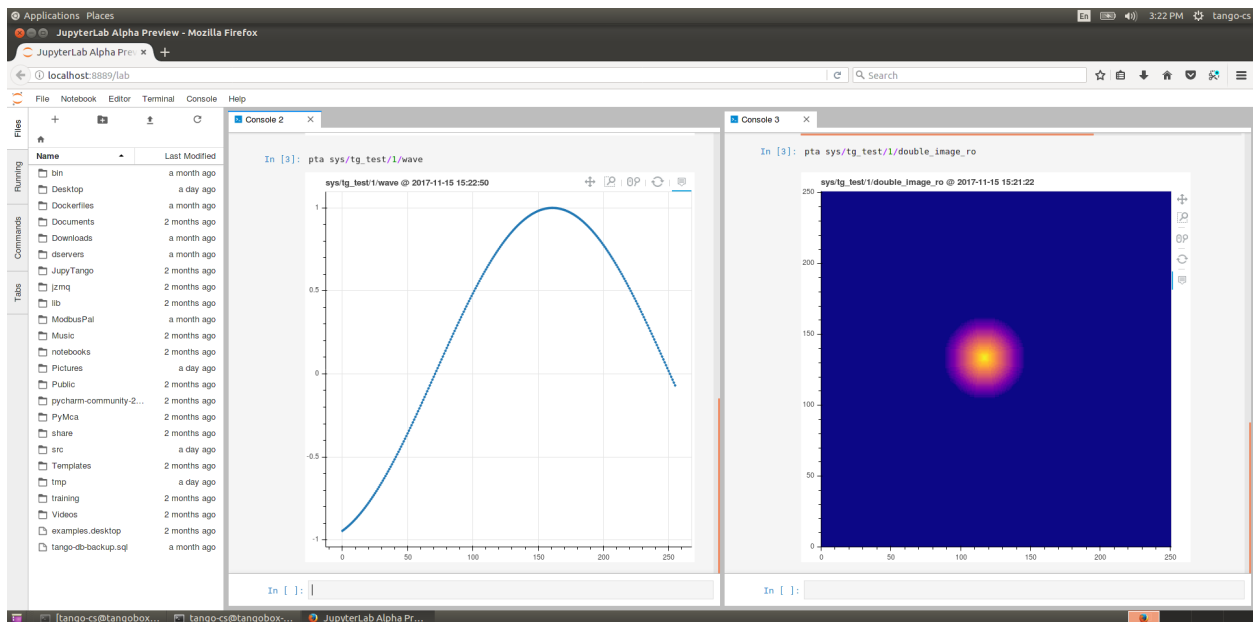 Applications Places
En
3:22 PM
tango-cs
JupyterLab Alpha Preview - Mozilla Firefox
JupyterLab Alpha Prev
localhost:8889/lab
Search
File Notebook Editor Terminal Console Help
Files
Running
Commands
Tabs
Name Last Modified
bin a month ago
Desktop a day ago
Dockerfiles a month ago
Documents 2 months ago
Downloads a month ago
dservers a month ago
JupyTango 2 months ago
jzmq 2 months ago
lib 2 months ago
ModbusPal a month ago
Music 2 months ago
notebooks 2 months ago
Pictures a day ago
Public 2 months ago
pycharm-community-2... 2 months ago
PyMca 2 months ago
share 2 months ago
src a day ago
Templates 2 months ago
tmp a day ago
training 2 months ago
Videos 2 months ago
examples.desktop 2 months ago
tango-db-backup.sql a month ago
Console 2
In [3]: pta sys/tg_test/1/wave
sys/tg_test/1/wave @ 2017-11-15 15:22:50
1
0.5
0
-0.5
-1
0 50 100 150 200 250
In [ ]:
Console 3
In [3]: pta sys/tg_test/1/double_image_ro
sys/tg_test/1/double_image_ro @ 2017-11-15 15:21:22
250
200
150
100
50
0
0 50 100 150 200 250
In [ ]:
[tango-cs@tangobox... tango-cs@tangobox-... JupyterLab Alpha Pr...